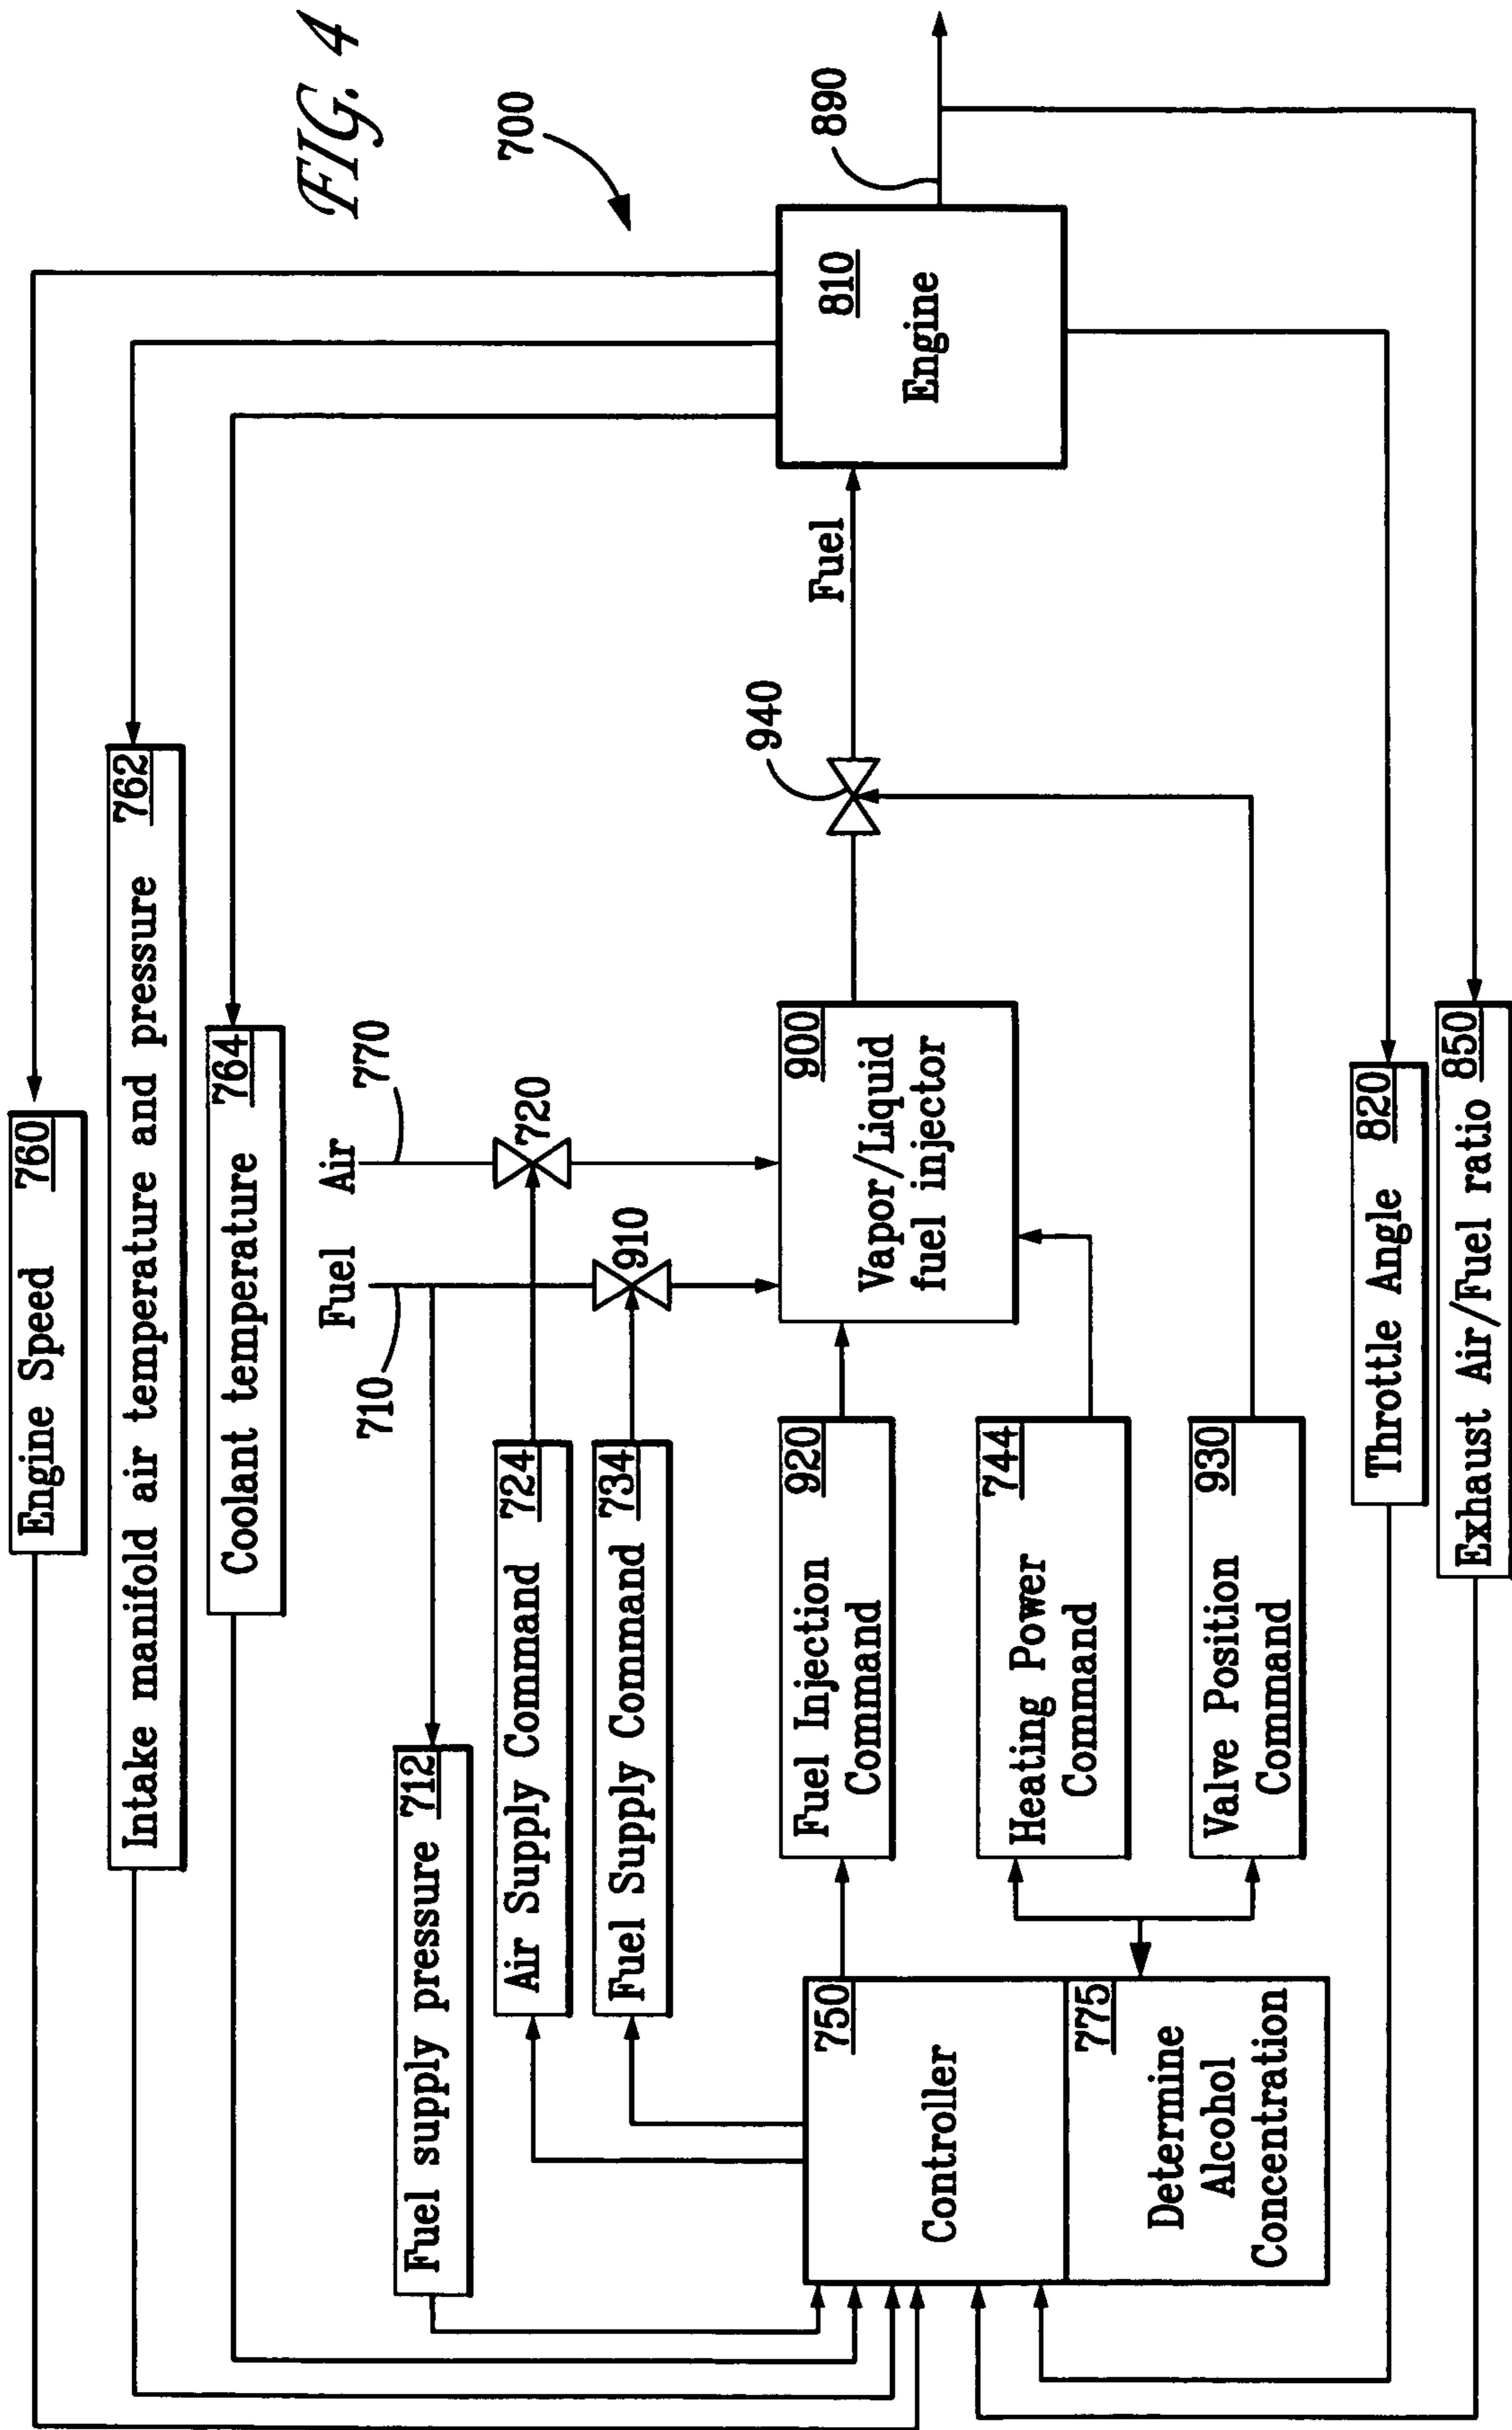 FIG. 4
700
Engine Speed 760
Intake manifold air temperature and pressure 762
Coolant temperature 764
Fuel supply pressure 712
710
Fuel
Air
770
Air Supply Command 724
720
Fuel Supply Command 734
910
750
Controller
775
Determine
Alcohol
Concentration
920
Fuel Injection
Command
744
Heating Power
Command
930
Valve Position
Command
900
Vapor/Liquid
fuel injector
940
Fuel
810
Engine
890
Throttle Angle 820
Exhaust Air/Fuel ratio 850